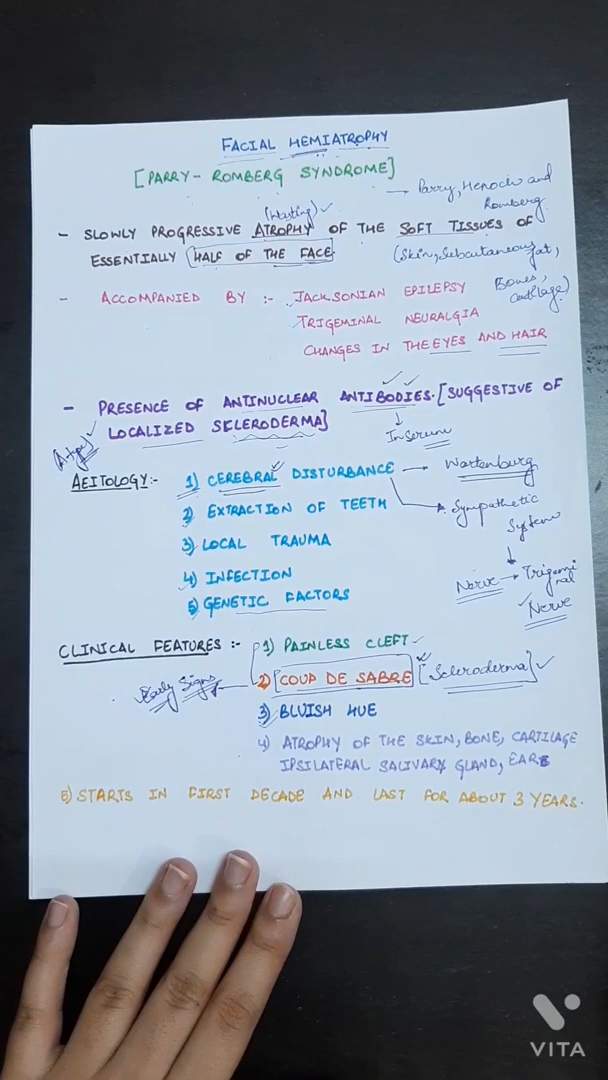 FACIAL HEMIATROPHY
[PARRY-ROMBERG SYNDROME]
→ Parry, Henoch and
Romberg
(Wasting) ✓
- SLOWLY PROGRESSIVE ATROPHY OF THE SOFT TISSUES OF
ESSENTIALLY HALF OF THE FACE.
(Skin, Subcutaneous fat,
Bones,
cartilage)
- ACCOMPANIED BY :- JACKSONIAN EPILEPSY
TRIGEMINAL NEURALGIA
CHANGES IN THE EYES AND HAIR
- PRESENCE OF ANTINUCLEAR ANTIBODIES. [SUGGESTIVE OF
LOCALIZED SCLERODERMA]
↓
In serum
AEITOLOGY:- 1) CEREBRAL DISTURBANCE → Wartenburg
2) EXTRACTION OF TEETH
3) LOCAL TRAUMA
4) INFECTION
5) GENETIC FACTORS
Sympathetic
System
↓
Nerve → Trigemi
nal
Nerve
CLINICAL FEATURES :- 1) PAINLESS CLEFT
Early Signs
2) COUP DE SABRE [Scleroderma]
3) BLUISH HUE
4) ATROPHY OF THE SKIN, BONE, CARTILAGE
IPSILATERAL SALIVARY GLAND, EARS
5) STARTS IN FIRST DECADE AND LAST FOR ABOUT 3 YEARS.
VITA